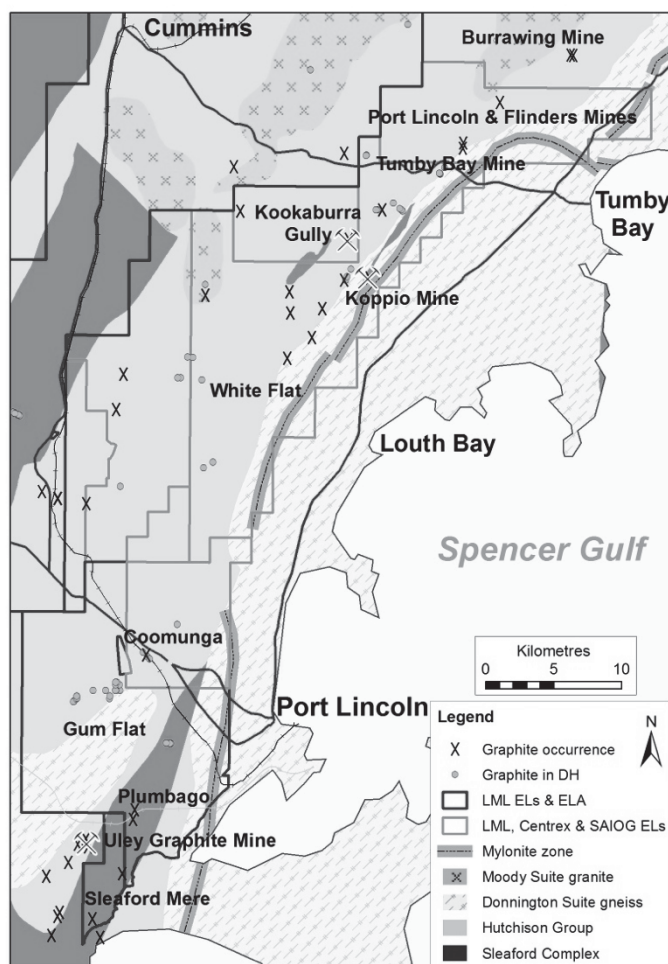 Cummins
Burrawing Mine
Port Lincoln & Flinders Mines
Tumby Bay Mine
Tumby
Bay
Kookaburra
Gully
Koppio Mine
White Flat
Louth Bay
Spencer Gulf
Coomunga
Kilometres
0 5 10
Port Lincoln
Gum Flat
Plumbago
Uley Graphite Mine
Sleaford Mere
Legend
N
X Graphite occurrence
Graphite in DH
LML ELs & ELA
LML, Centrex & SAIOG ELs
Mylonite zone
Moody Suite granite
Donnington Suite gneiss
Hutchison Group
Sleaford Complex